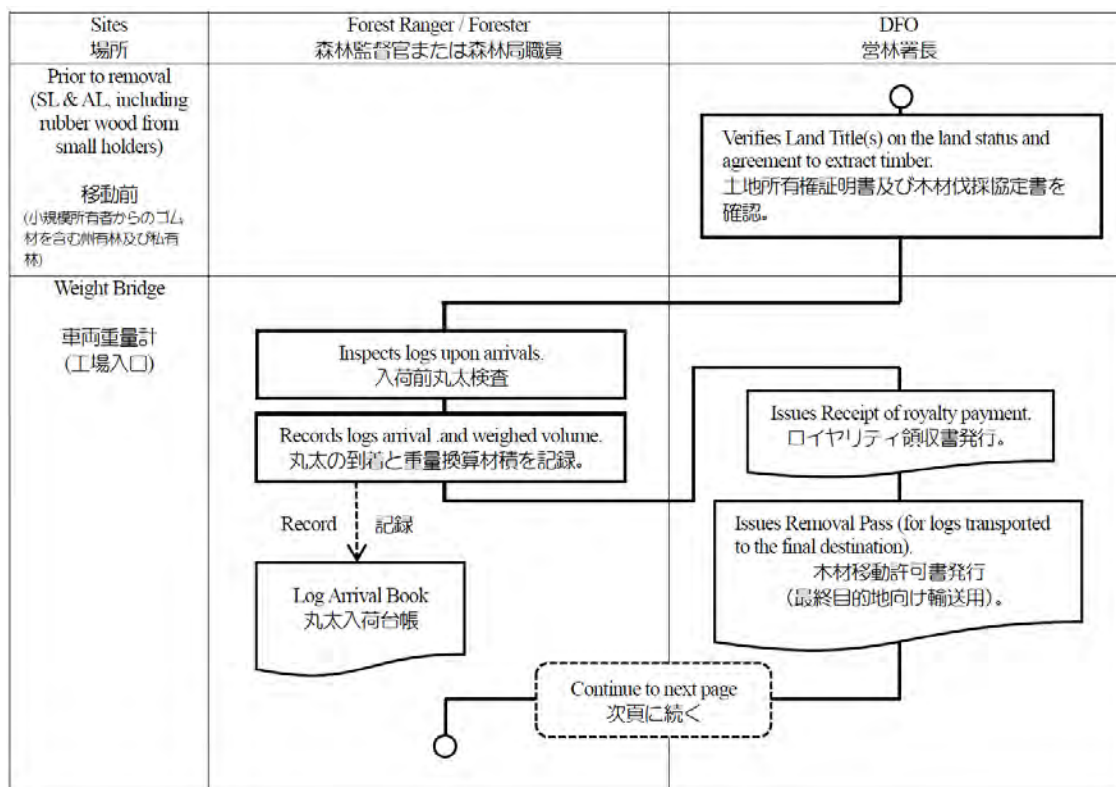 Sites
場所
Forest Ranger / Forester
森林監督官または森林局職員
DFO
営林署長
Prior to removal
(SL & AL, including
rubber wood from
small holders)
移動前
(小規模所有者からのゴム
材を含む州有林及び私有
林)
Verifies Land Title(s) on the land status and
agreement to extract timber.
土地所有権証明書及び木材伐採協定書を
確認。
Weight Bridge
車両重量計
(工場入口)
Inspects logs upon arrivals.
入荷前丸太検査
Records logs arrival .and weighed volume.
丸太の到着と重量換算材積を記録。
Record 記録
Log Arrival Book
丸太入荷台帳
Issues Receipt of royalty payment.
ロイヤリティ領収書発行。
Issues Removal Pass (for logs transported
to the final destination).
木材移動許可書発行
(最終目的地向け輸送用)。
Continue to next page
次頁に続く